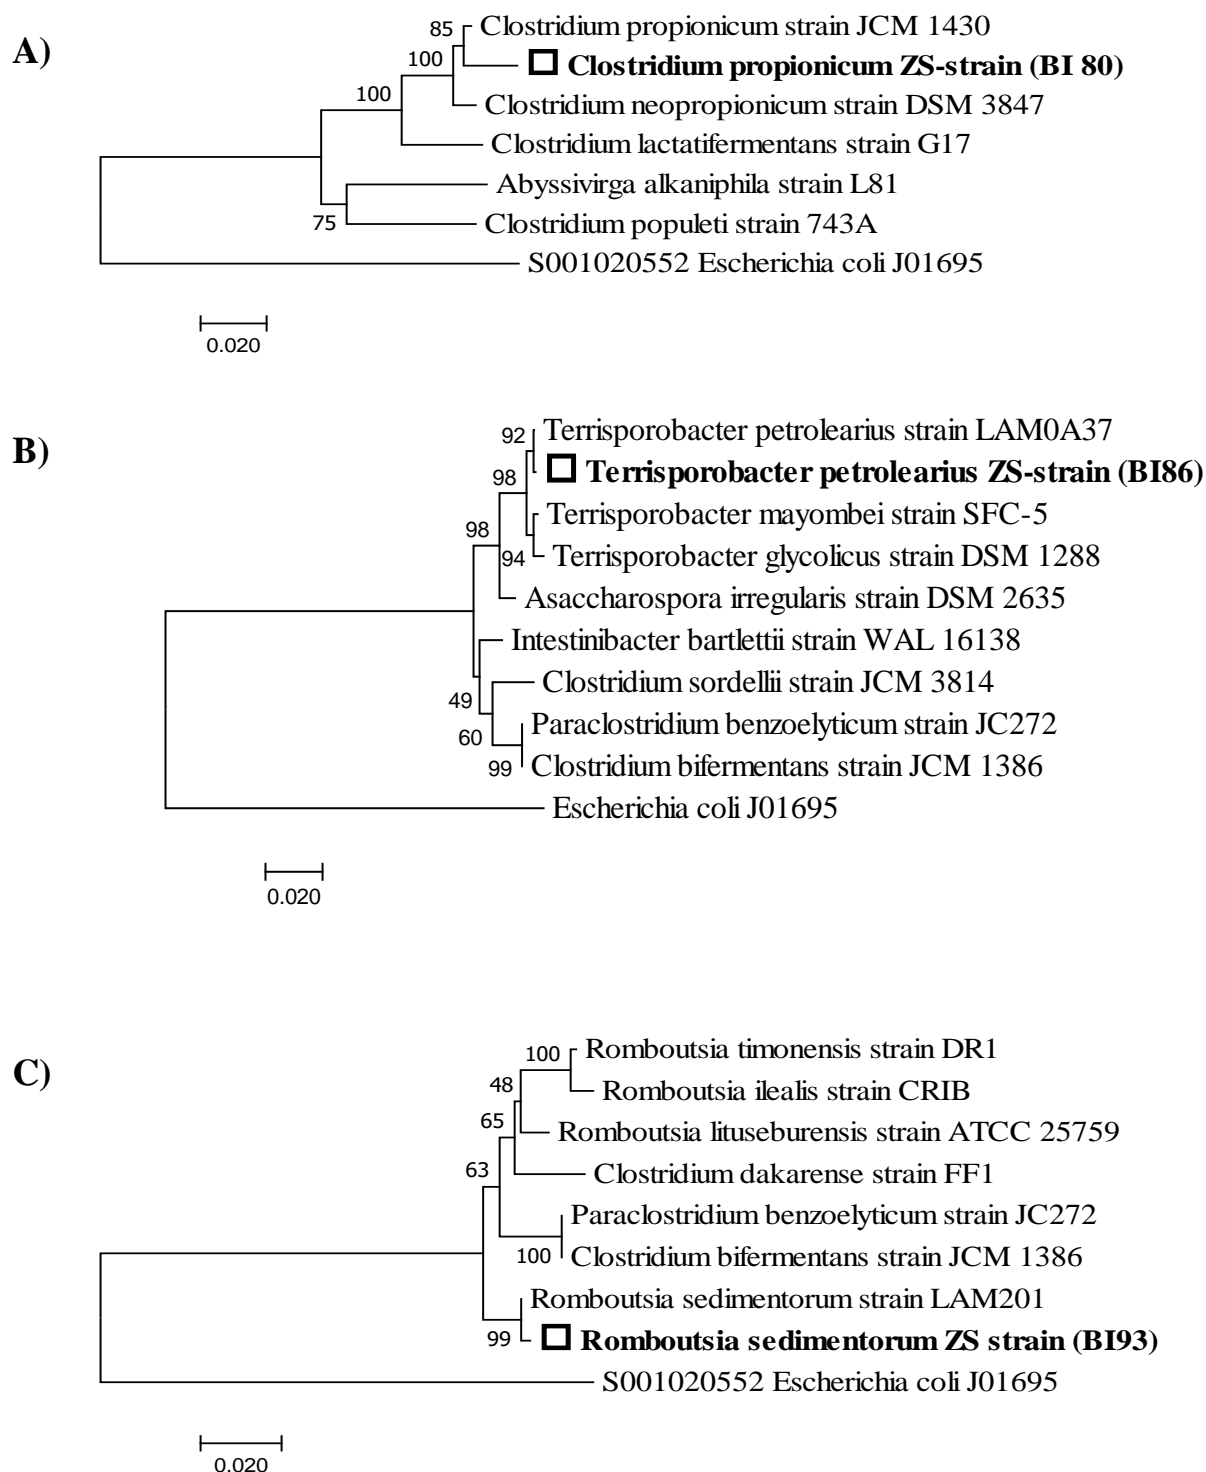 A)
85
Clostridium propionicum strain JCM 1430
Clostridium propionicum ZS-strain (BI 80)
100
Clostridium neopropionicum strain DSM 3847
100
Clostridium lactatifermentans strain G17
Abyssivirga alkaniphila strain L81
75
Clostridium populeti strain 743A
S001020552 Escherichia coli J01695
0.020
B)
92
Terrisporobacter petrolearius strain LAM0A37
Terrisporobacter petrolearius ZS-strain (BI86)
98
Terrisporobacter mayombei strain SFC-5
98
94
Terrisporobacter glycolicus strain DSM 1288
Asaccharospora irregularis strain DSM 2635
Intestinibacter bartlettii strain WAL 16138
Clostridium sordellii strain JCM 3814
49
Paraclostridium benzoelyticum strain JC272
60
Clostridium bifermentans strain JCM 1386
99
Escherichia coli J01695
0.020
C)
100
Romboutsia timonensis strain DR1
48
Romboutsia ilealis strain CRIB
65
Romboutsia lituseburensis strain ATCC 25759
63
Clostridium dakarense strain FF1
Paraclostridium benzoelyticum strain JC272
100
Clostridium bifermentans strain JCM 1386
Romboutsia sedimentorum strain LAM201
99
Romboutsia sedimentorum ZS strain (BI93)
S001020552 Escherichia coli J01695
0.020